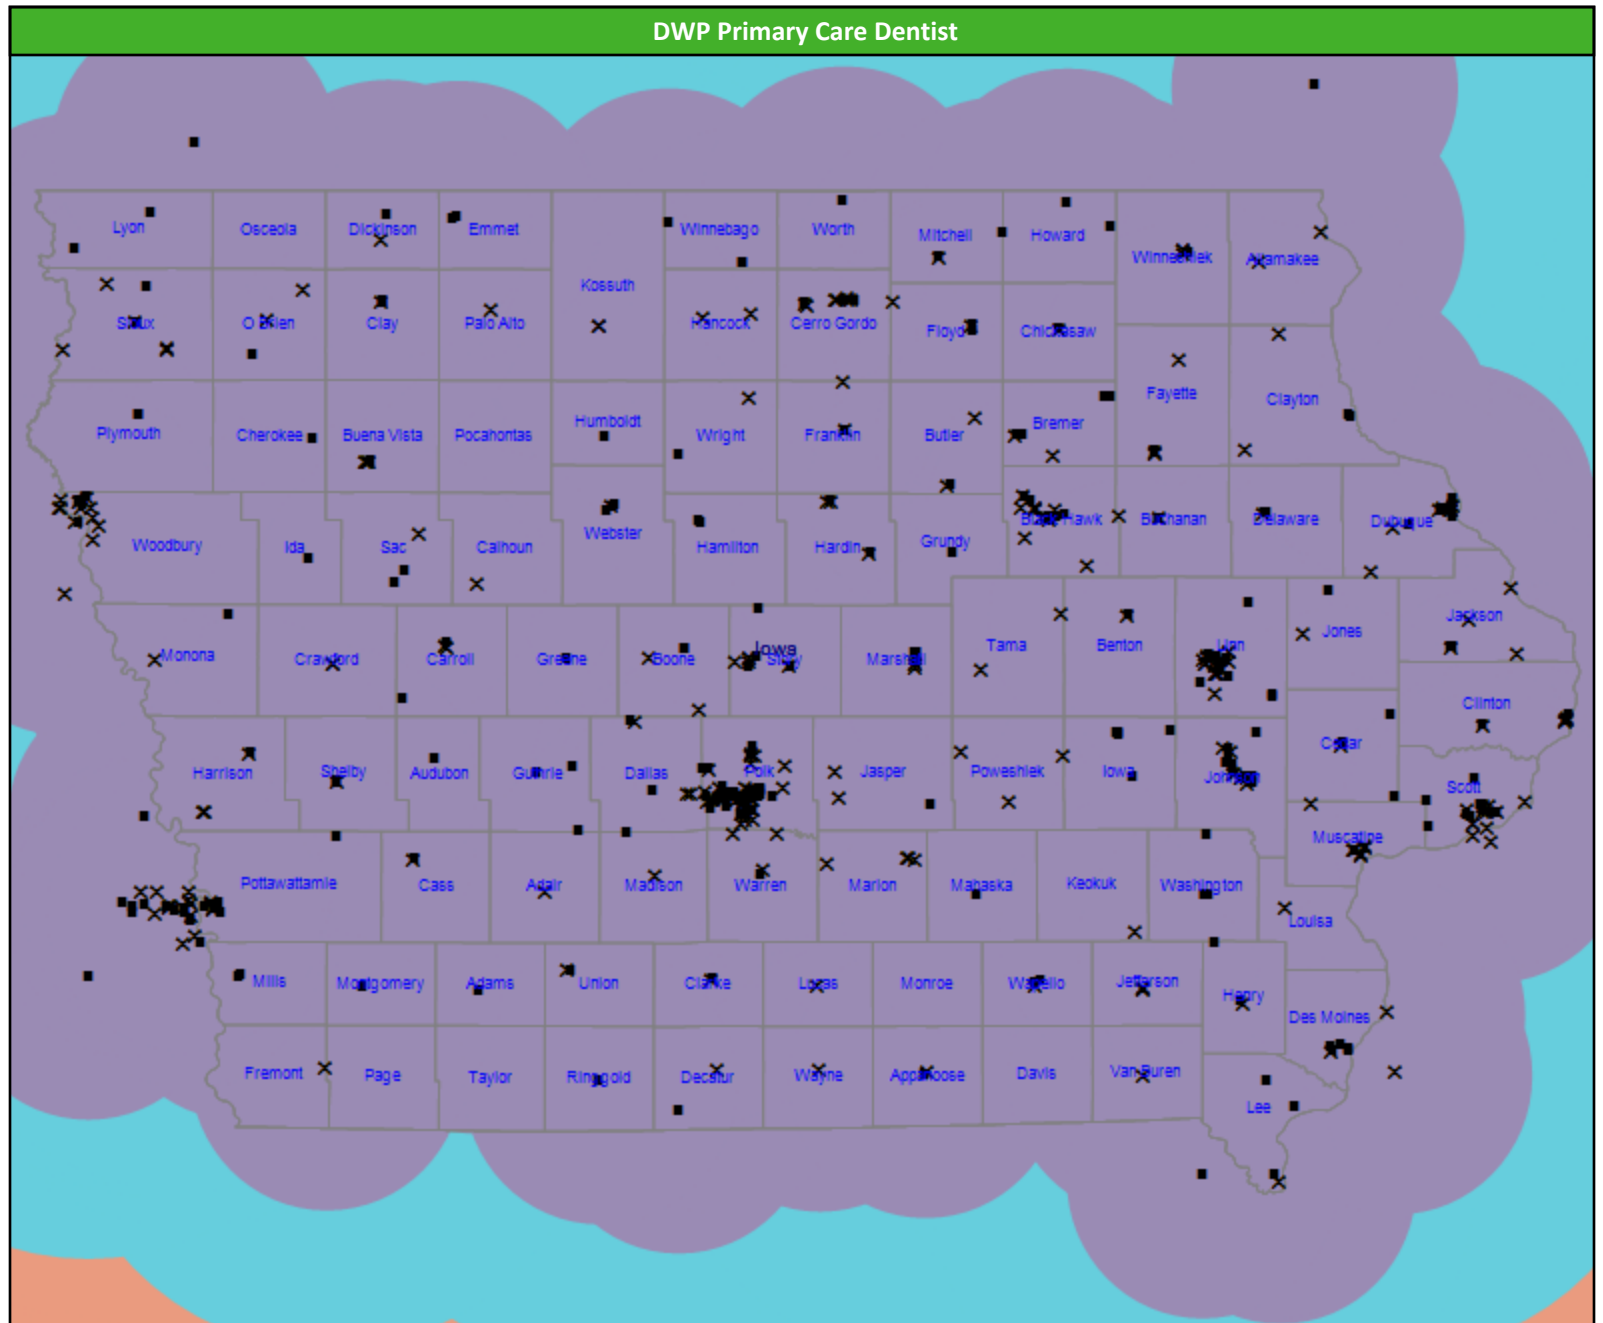 DWP Primary Care Dentist
Lyon Osceola Dickinson Emmet Winnebago Worth Mitchell Howard Winneshiek Allamakee
Kossuth
Sioux O Brien Clay Palo Alto Hancock Cerro Gordo Floyd Chickasaw
Fayette Clayton
Plymouth Cherokee Buena Vista Pocahontas Humboldt Wright Franklin Butler Bremer
Woodbury Ida Sac Calhoun Webster Hamilton Hardin Grundy Black Hawk Buchanan Delaware Dubuque
Iowa
Monona Crawford Carroll Greene Boone Story Marshall Tama Benton Linn Jones Jackson
Clinton
Harrison Shelby Audubon Guthrie Dallas Polk Jasper Poweshiek Iowa Johnson Cedar Scott
Muscatine
Pottawattamie Cass Adair Madison Warren Marion Mahaska Keokuk Washington Louisa
Mills Montgomery Adams Union Clarke Lucas Monroe Wapello Jefferson Henry Des Moines
Fremont Page Taylor Ringgold Decatur Wayne Appanoose Davis Van Buren Lee